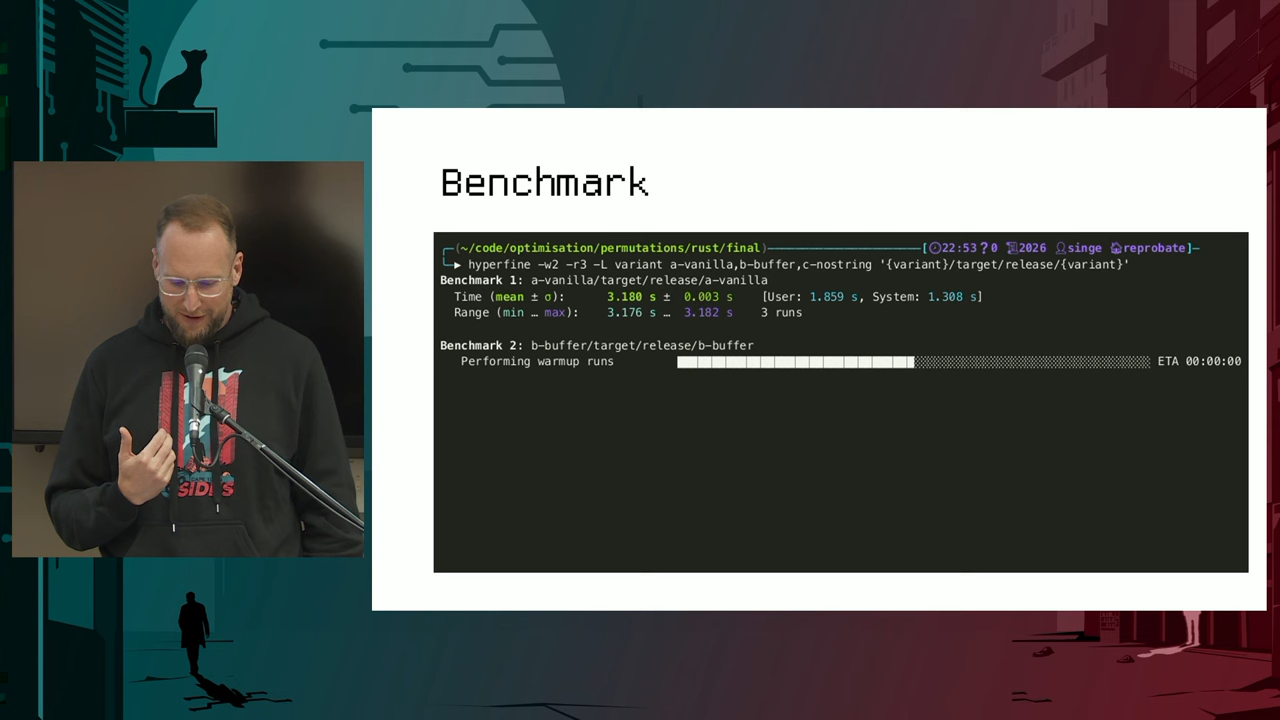 Benchmark
(~/code/optimisation/permutations/rust/final) [22:53 ? 0 2026 singe reprobate]
hyperfine -w2 -r3 -L variant a-vanilla,b-buffer,c-nostring '{variant}/target/release/{variant}'
Benchmark 1: a-vanilla/target/release/a-vanilla
Time (mean ± σ): 3.180 s ± 0.003 s [User: 1.859 s, System: 1.308 s]
Range (min … max): 3.176 s … 3.182 s 3 runs
Benchmark 2: b-buffer/target/release/b-buffer
Performing warmup runs ETA 00:00:00
SIDES